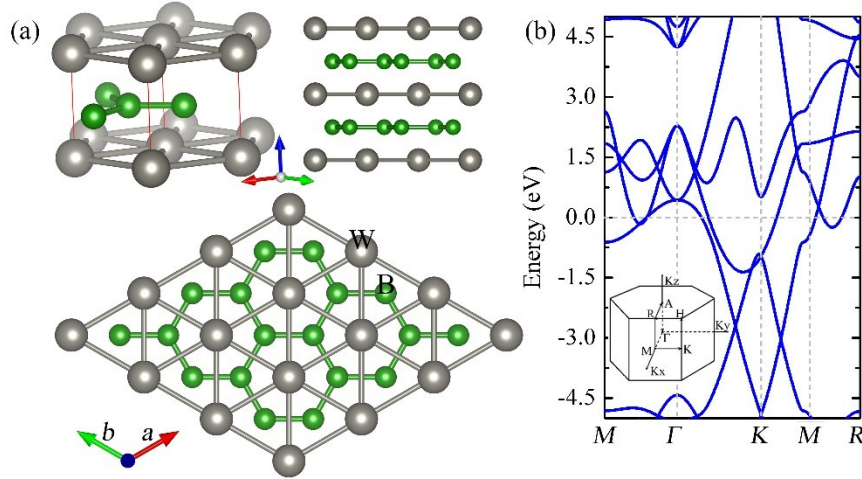 (a)
W
B
b
a
(b)
Energy (eV)
4.5
3.0
1.5
0.0
-1.5
-3.0
-4.5
Kz
A
R
H
Γ
Ky
M
K
Kx
M Γ K M R